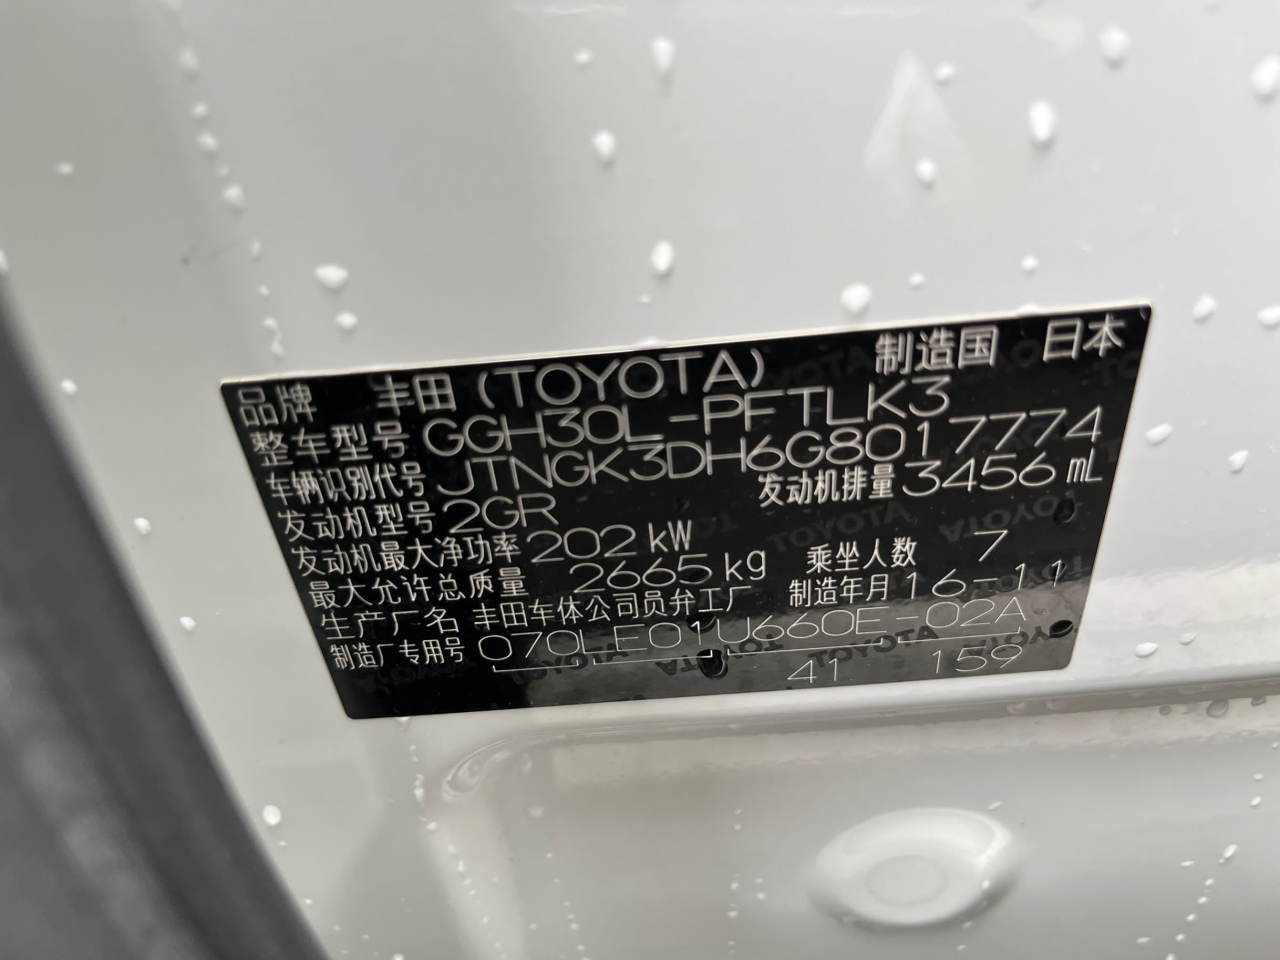 品牌 丰田 (TOYOTA) 制造国 日本
整车型号 GGH30L-PFTLK3
车辆识别代号 JTNGK3DH6G8017774
发动机型号 2GR 发动机排量 3456 mL
发动机最大净功率 202 kW
最大允许总质量 2665 kg 乘坐人数 7
生产厂名 丰田车体公司员弁工厂 制造年月 16-11
制造厂专用号 070LE01U660E-02A
41 159